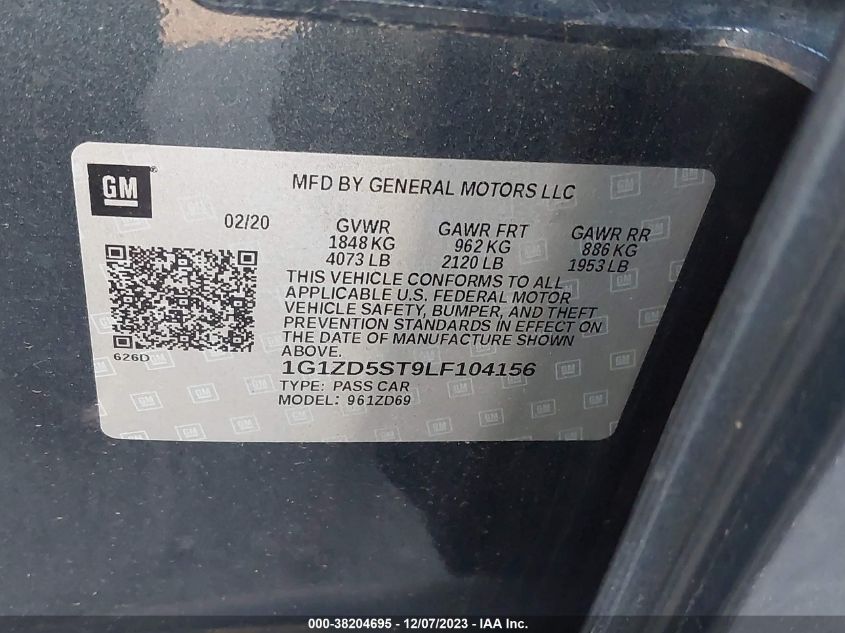 GM
MFD BY GENERAL MOTORS LLC
02/20 GVWR GAWR FRT GAWR RR
1848 KG 962 KG 886 KG
4073 LB 2120 LB 1953 LB
THIS VEHICLE CONFORMS TO ALL
APPLICABLE U.S. FEDERAL MOTOR
VEHICLE SAFETY, BUMPER, AND THEFT
PREVENTION STANDARDS IN EFFECT ON
THE DATE OF MANUFACTURE SHOWN
ABOVE.
626D
1G1ZD5ST9LF104156
TYPE: PASS CAR
MODEL: 961ZD69
000-38204695 - 12/07/2023 - IAA Inc.